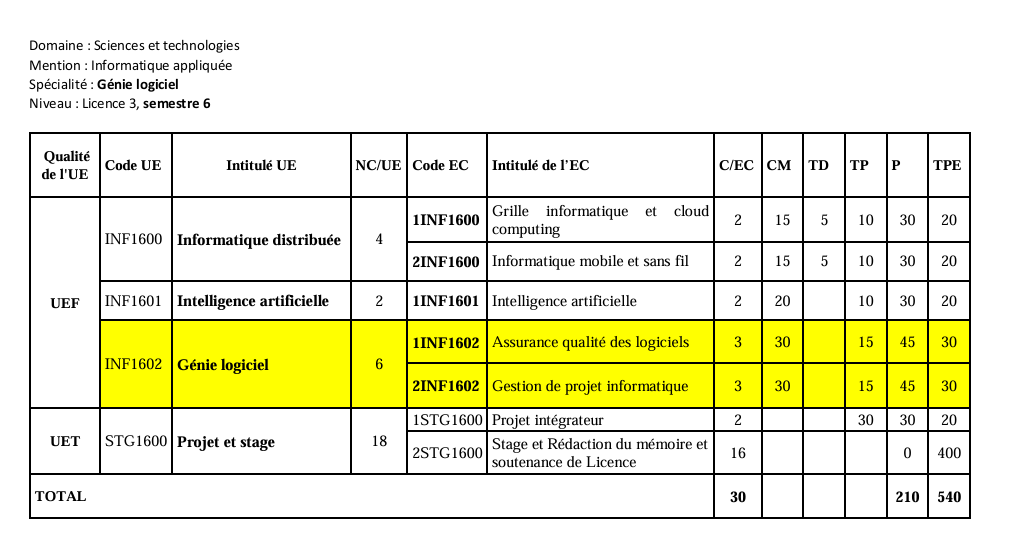 Domaine : Sciences et technologies
Mention : Informatique appliquée
Spécialité : Génie logiciel
Niveau : Licence 3, semestre 6
Qualité de l'UE Code UE Intitulé UE NC/UE Code EC Intitulé de l'EC C/EC CM TD TP P TPE
UEF INF1600 Informatique distribuée 4 1INF1600 Grille informatique et cloud computing 2 15 5 10 30 20
2INF1600 Informatique mobile et sans fil 2 15 5 10 30 20
INF1601 Intelligence artificielle 2 1INF1601 Intelligence artificielle 2 20 10 30 20
INF1602 Génie logiciel 6 1INF1602 Assurance qualité des logiciels 3 30 15 45 30
2INF1602 Gestion de projet informatique 3 30 15 45 30
UET STG1600 Projet et stage 18 1STG1600 Projet intégrateur 2 30 30 20
2STG1600 Stage et Rédaction du mémoire et soutenance de Licence 16 0 400
TOTAL 30 210 540